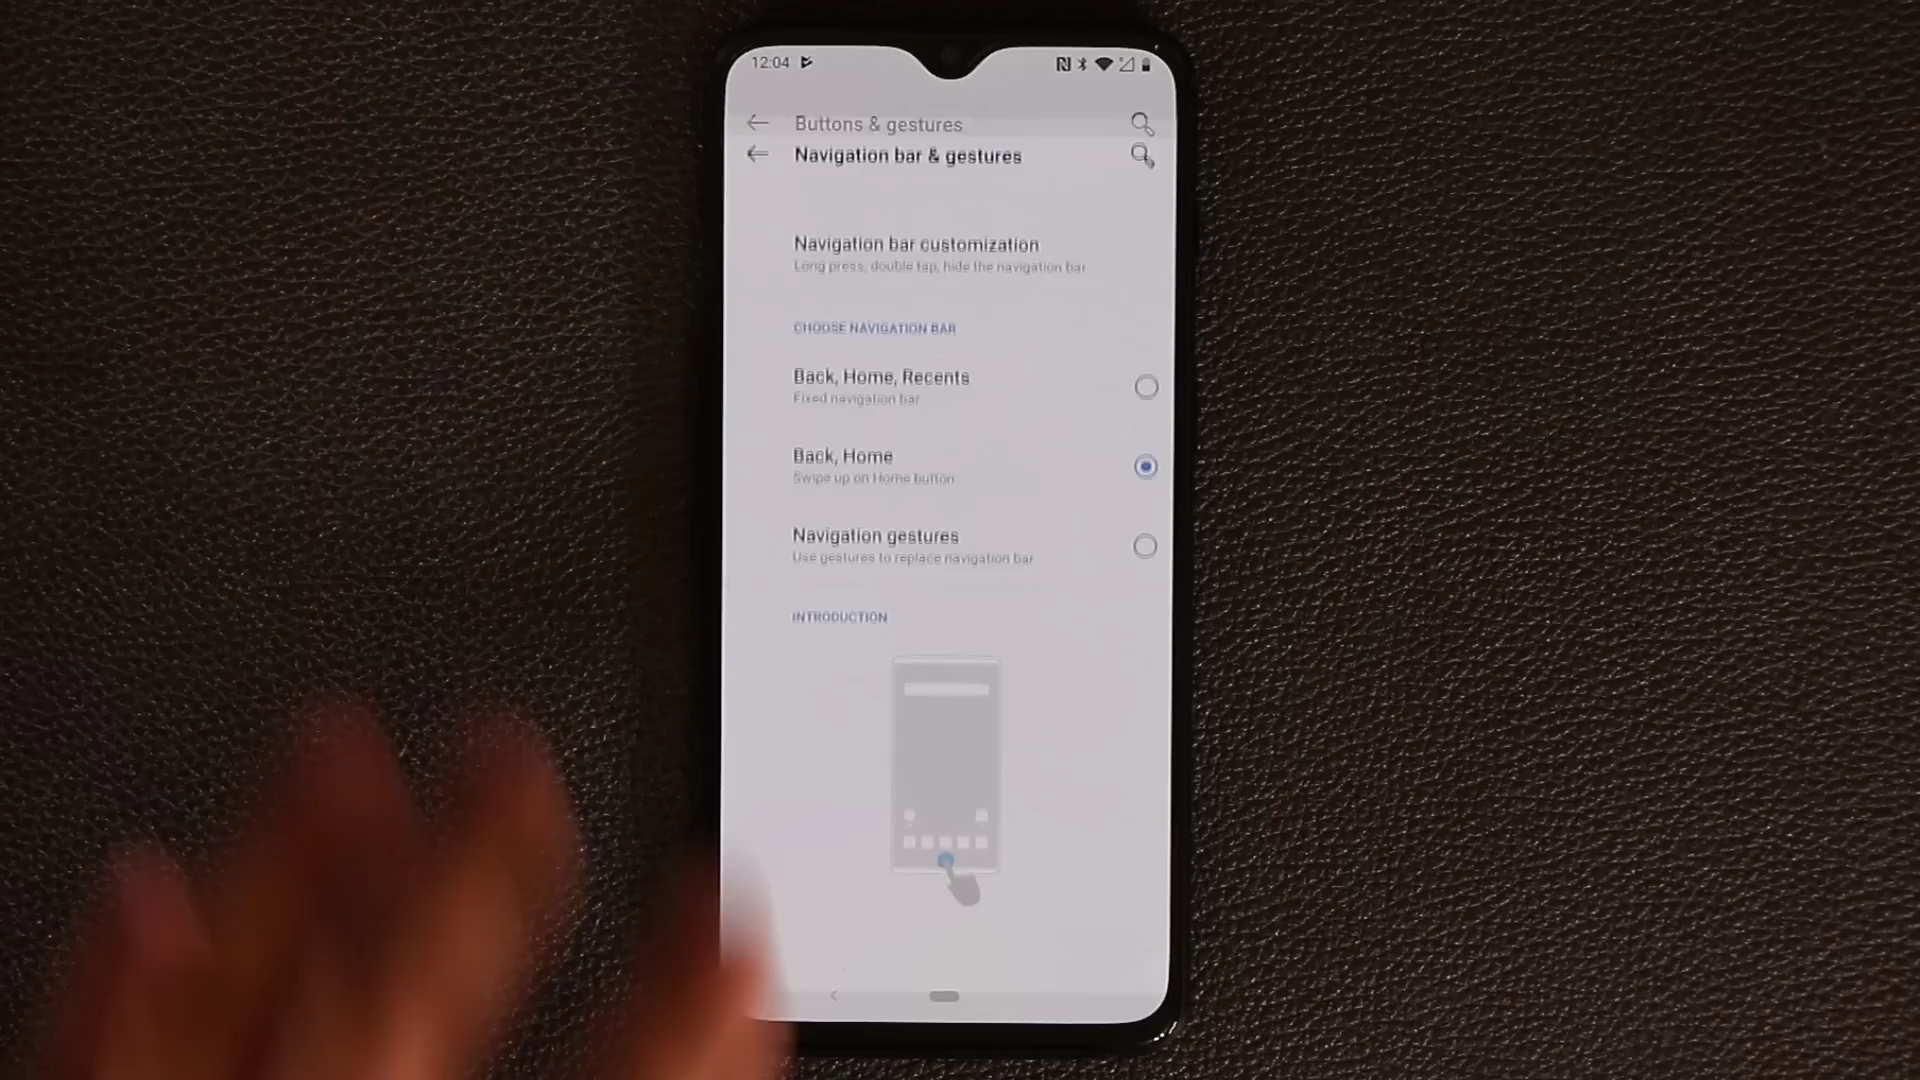 12:04
Buttons & gestures
Navigation bar & gestures
Navigation bar customization
Long press, double tap, hide the navigation bar
CHOOSE NAVIGATION BAR
Back, Home, Recents
Fixed navigation bar
Back, Home
Swipe up on Home button
Navigation gestures
Use gestures to replace navigation bar
INTRODUCTION